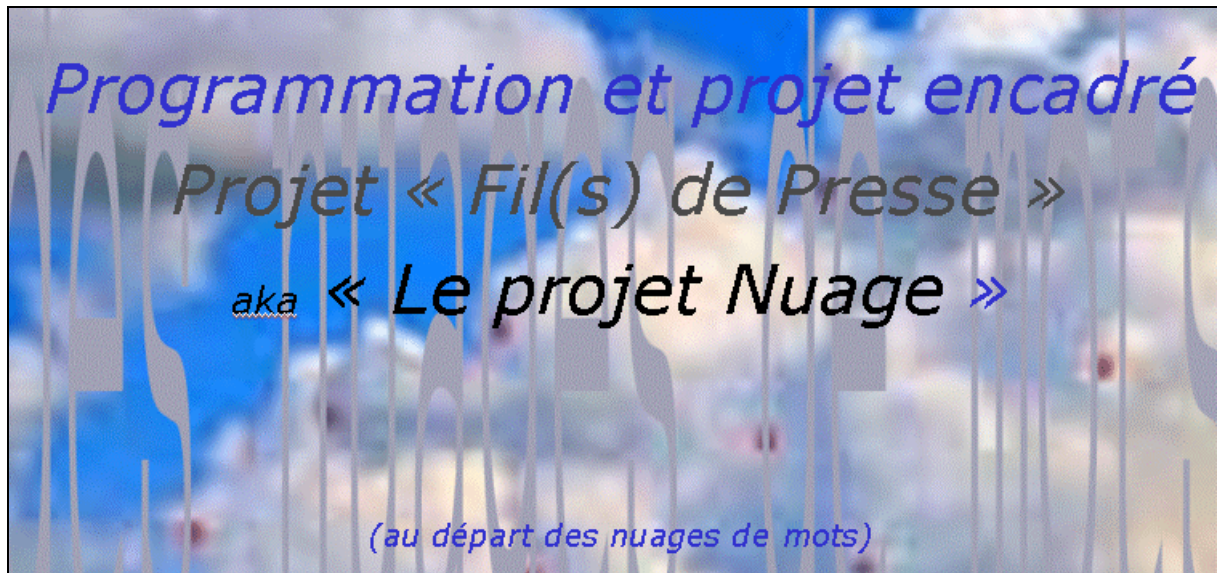 Programmation et projet encadré
Projet « Fil(s) de Presse »
aka « Le projet Nuage »
(au départ des nuages de mots)